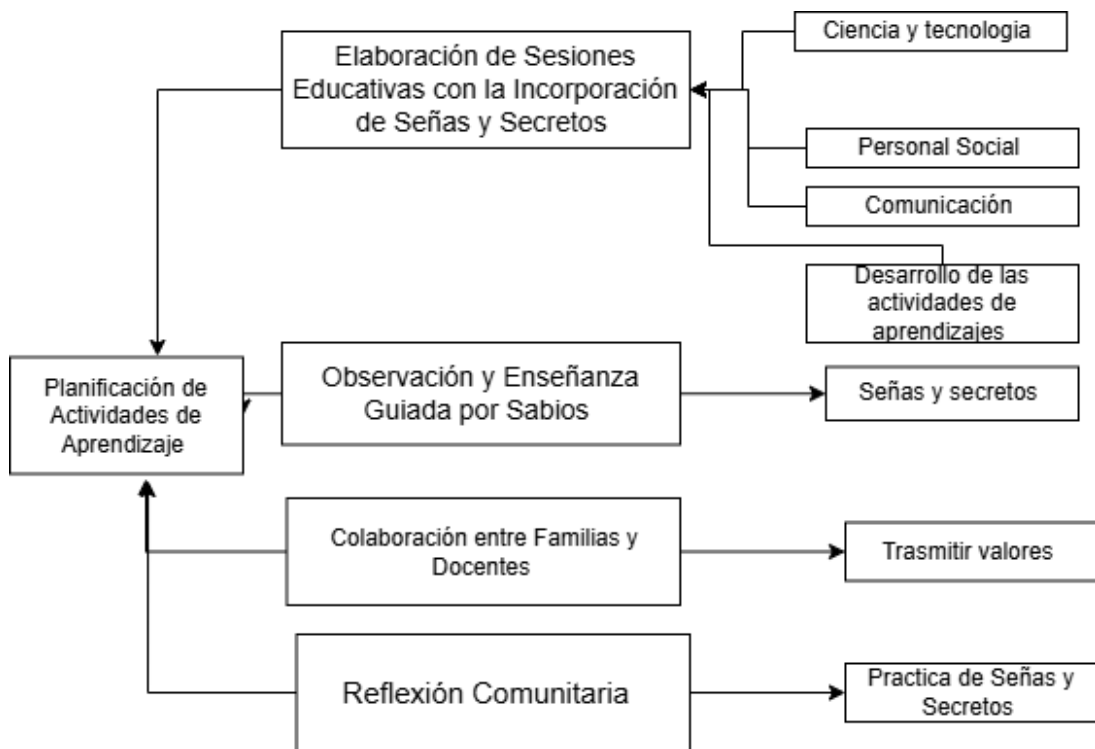 Ciencia y tecnologia
Elaboración de Sesiones
Educativas con la Incorporación
de Señas y Secretos
Personal Social
Comunicación
Desarrollo de las
actividades de
aprendizajes
Planificación de
Actividades de
Aprendizaje
Observación y Enseñanza
Guiada por Sabios
Señas y secretos
Colaboración entre Familias y
Docentes
Trasmitir valores
Reflexión Comunitaria
Practica de Señas y
Secretos